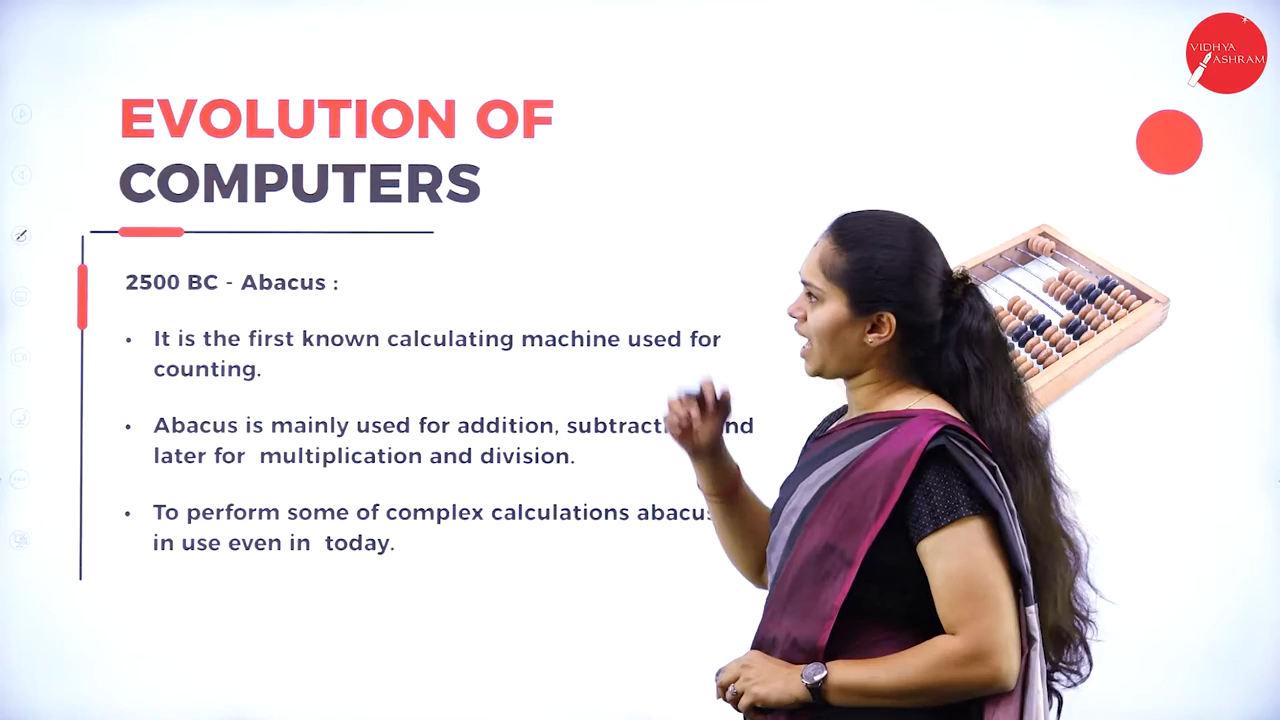 VIDHYA
ASHRAM
EVOLUTION OF
COMPUTERS
2500 BC - Abacus :
• It is the first known calculating machine used for
counting.
• Abacus is mainly used for addition,
later for multiplication and division.
• To perform some of complex calculations
in use even in today.